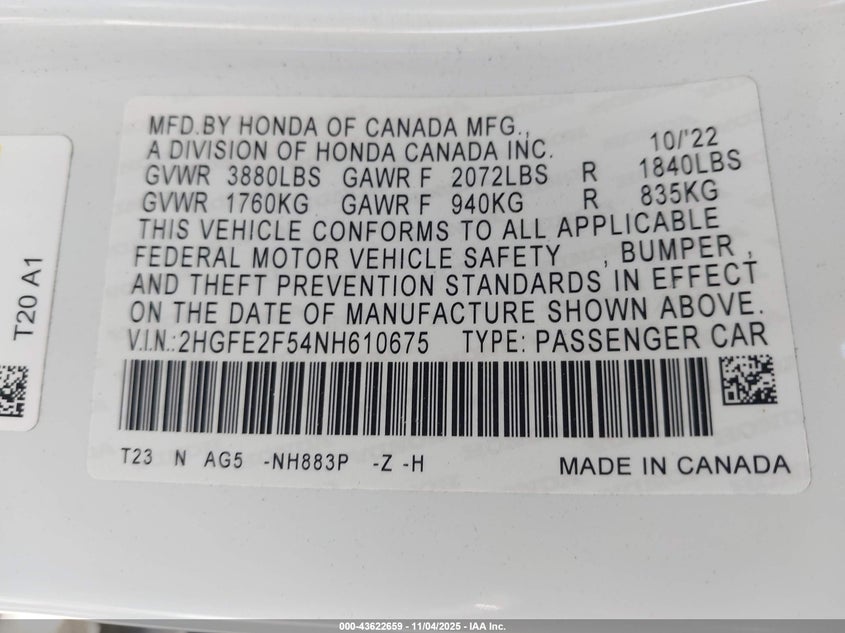 MFD.BY HONDA OF CANADA MFG.,
A DIVISION OF HONDA CANADA INC. 10/'22
GVWR 3880LBS GAWR F 2072LBS R 1840LBS
GVWR 1760KG GAWR F 940KG R 835KG
THIS VEHICLE CONFORMS TO ALL APPLICABLE
FEDERAL MOTOR VEHICLE SAFETY , BUMPER ,
AND THEFT PREVENTION STANDARDS IN EFFECT
ON THE DATE OF MANUFACTURE SHOWN ABOVE.
V.I.N.:2HGFE2F54NH610675 TYPE: PASSENGER CAR
T23 N AG5 -NH883P -Z -H MADE IN CANADA
T20 A1
000-43622659 - 11/04/2025 - IAA Inc.